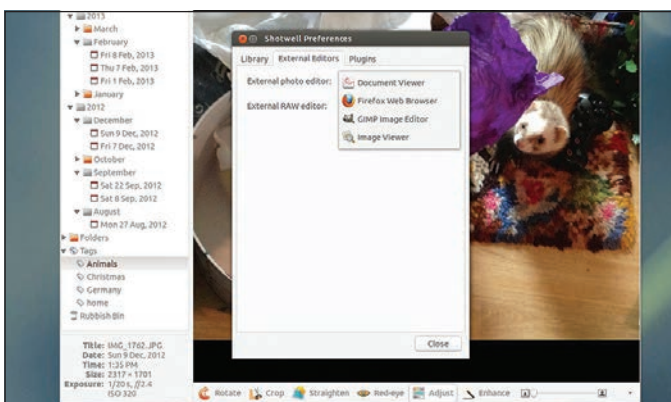 2013
March
February
Fri 8 Feb, 2013
Thu 7 Feb, 2013
Fri 1 Feb, 2013
January
2012
December
Sun 9 Dec, 2012
Fri 7 Dec, 2012
October
September
Sat 22 Sep, 2012
Sat 8 Sep, 2012
August
Mon 27 Aug, 2012
Folders
Tags
Animals
Christmas
Germany
home
Rubbish Bin
Title: IMG_1762.JPG
Date: Sun 9 Dec, 2012
Time: 1:35 PM
Size: 2317 × 1701
Exposure: 1/20 s, f/2.4
ISO 320
Shotwell Preferences
Library External Editors Plugins
External photo editor:
External RAW editor:
Document Viewer
Firefox Web Browser
GIMP Image Editor
Image Viewer
Close
Rotate Crop Straighten Red-eye Adjust Enhance